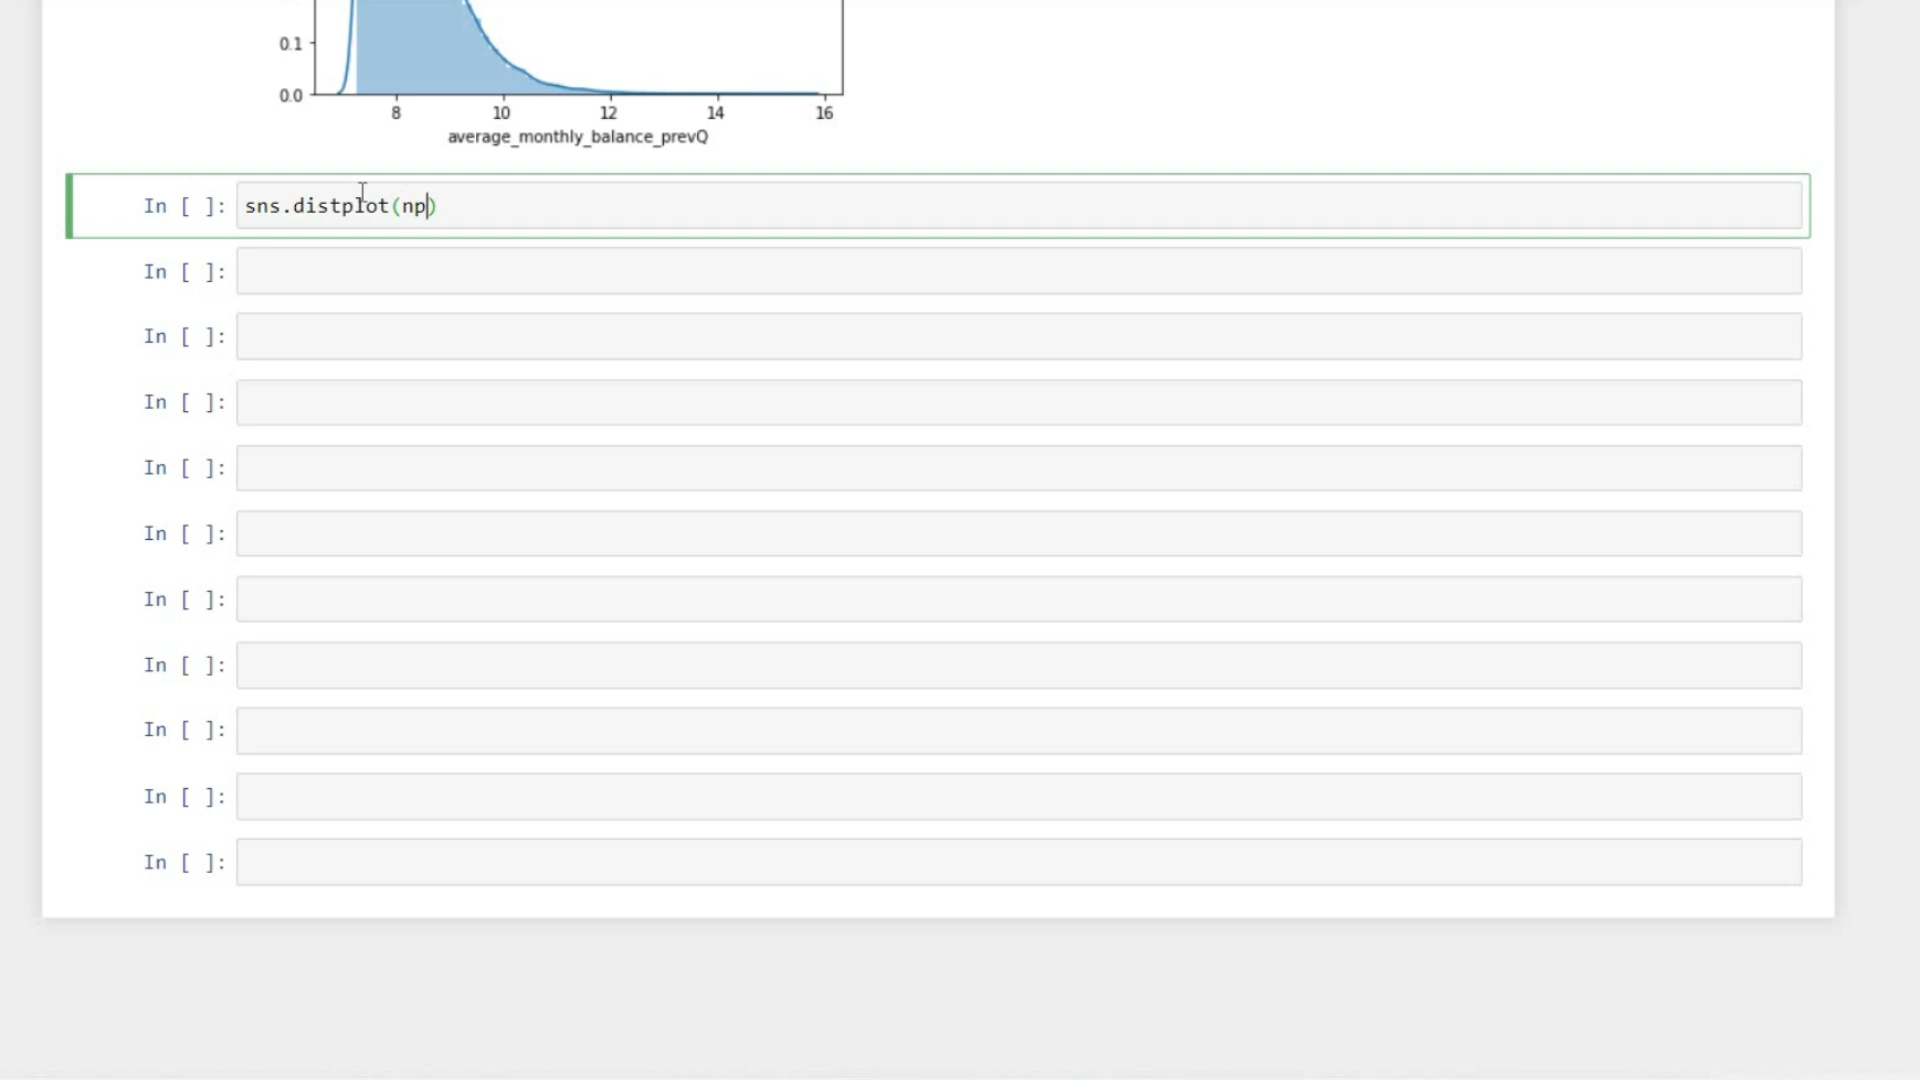 0.1
0.0
8 10 12 14 16
average_monthly_balance_prevQ
In [ ]: sns.distplot(np)
In [ ]:
In [ ]:
In [ ]:
In [ ]:
In [ ]:
In [ ]:
In [ ]:
In [ ]:
In [ ]:
In [ ]: